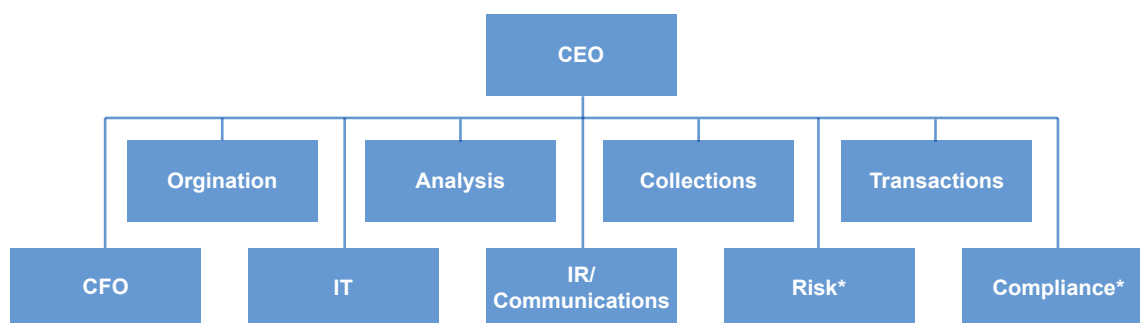 CEO
Orgination
Analysis
Collections
Transactions
CFO
IT
IR/
Communications
Risk*
Compliance*